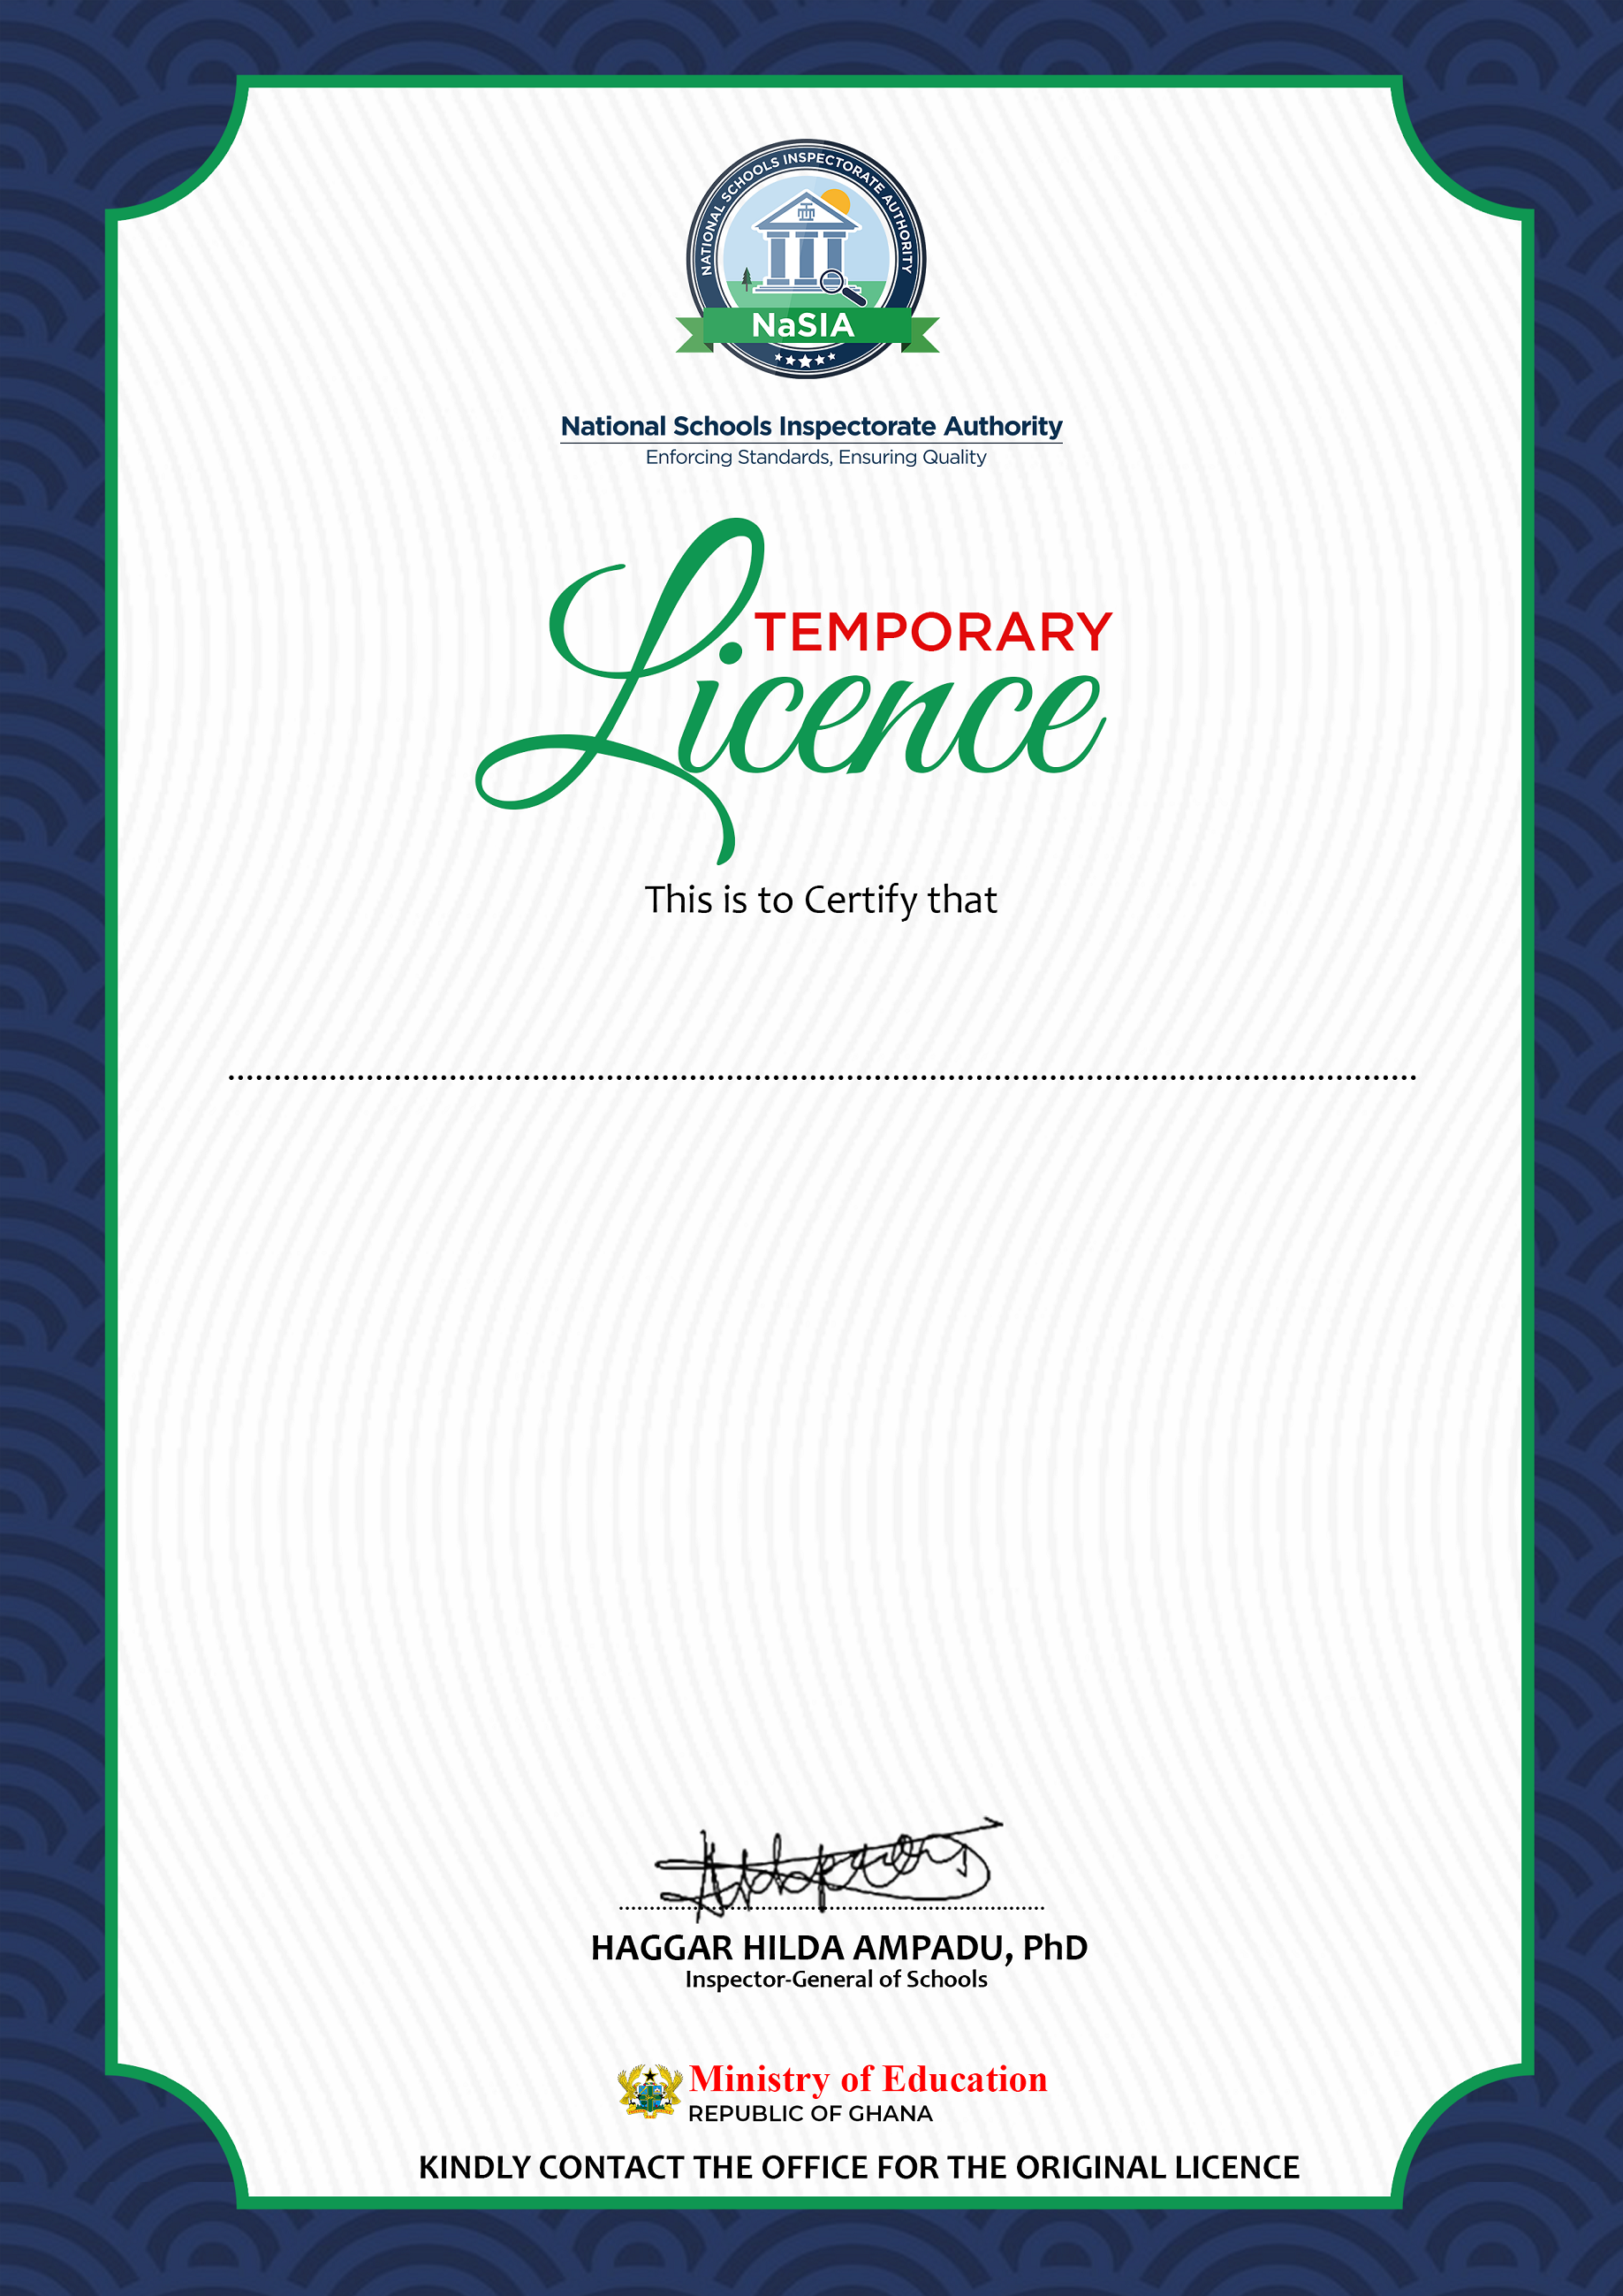 NATIONAL SCHOOLS INSPECTORATE AUTHORITY
NaSIA
National Schools Inspectorate Authority
Enforcing Standards, Ensuring Quality
TEMPORARY
Licence
This is to Certify that
HAGGAR HILDA AMPADU, PhD
Inspector-General of Schools
Ministry of Education
REPUBLIC OF GHANA
KINDLY CONTACT THE OFFICE FOR THE ORIGINAL LICENCE